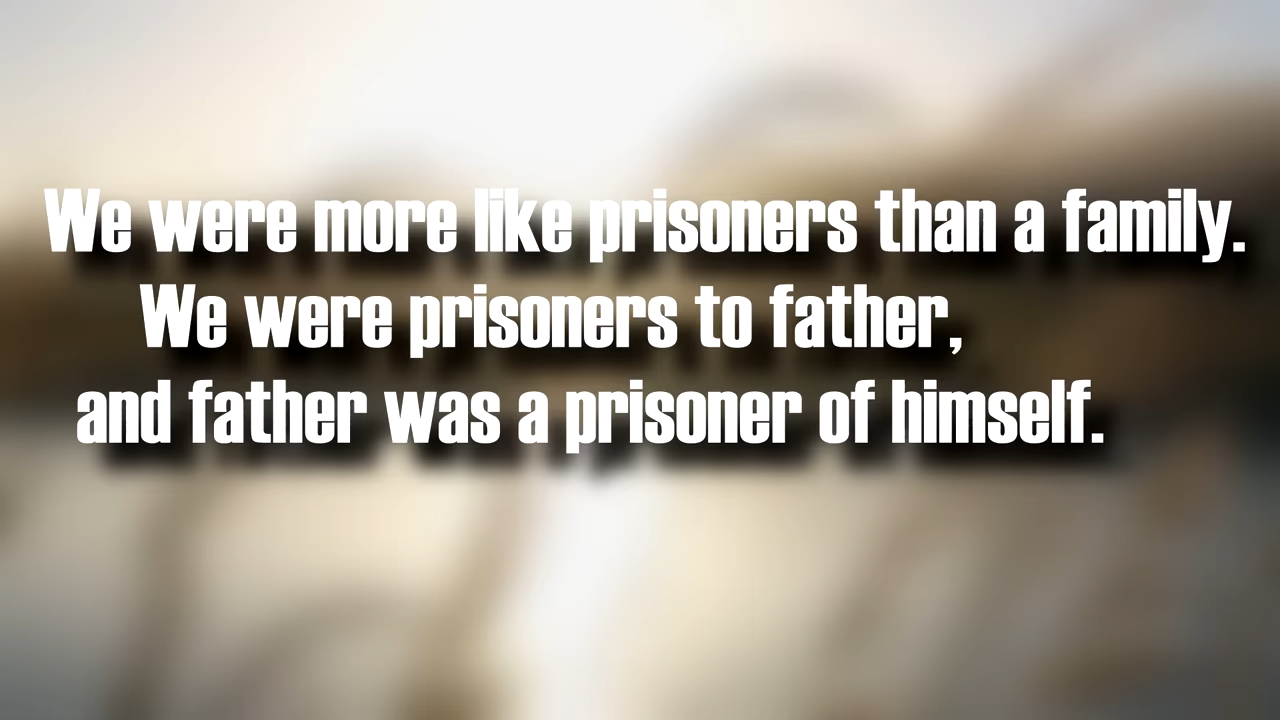 We were more like prisoners than a family.
We were prisoners to father,
and father was a prisoner of himself.